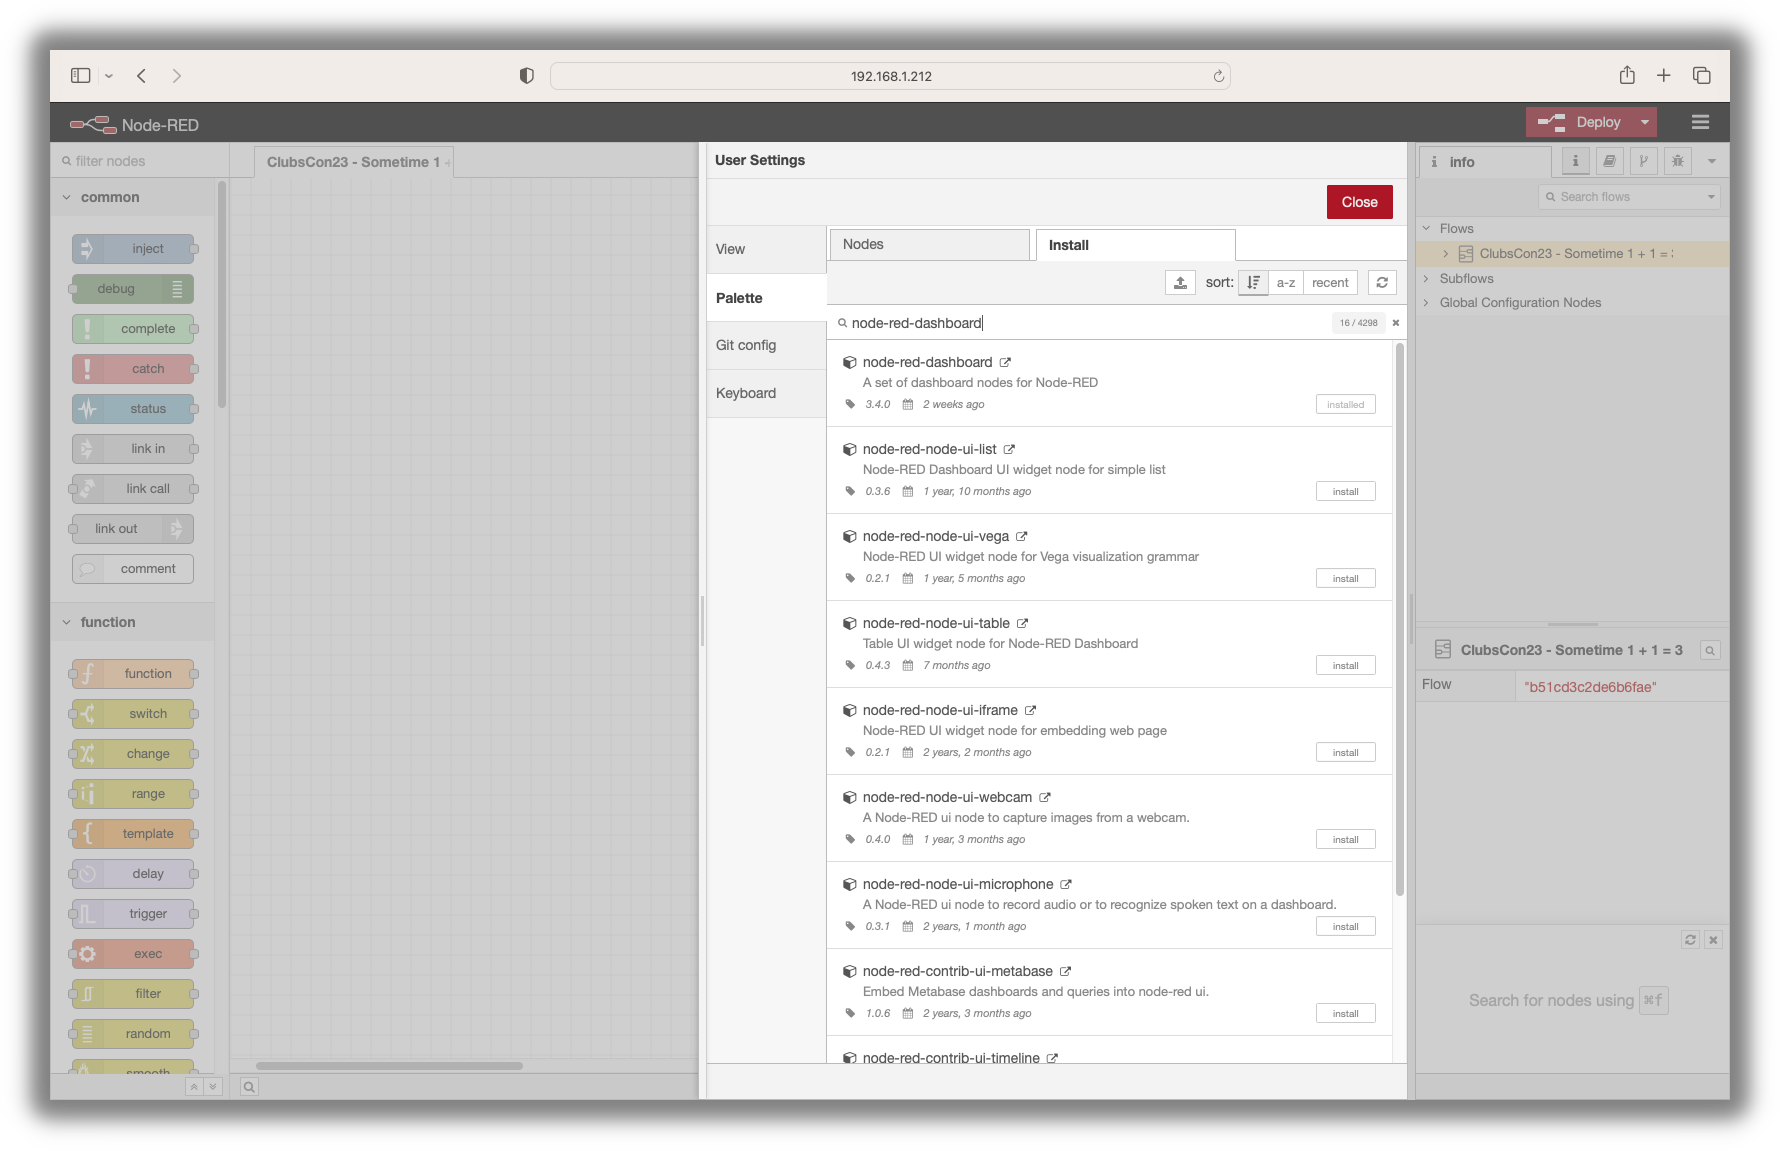 192.168.1.212
Node-RED
Deploy
filter nodes
common
inject
debug
complete
catch
status
link in
link call
link out
comment
function
function
switch
change
range
template
delay
trigger
exec
filter
random
smooth
ClubsCon23 - Sometime 1 +
User Settings
Close
View
Palette
Git config
Keyboard
Nodes
Install
sort: a-z recent
node-red-dashboard
16 / 4298
node-red-dashboard
A set of dashboard nodes for Node-RED
3.4.0 2 weeks ago
installed
node-red-node-ui-list
Node-RED Dashboard UI widget node for simple list
0.3.6 1 year, 10 months ago
install
node-red-node-ui-vega
Node-RED UI widget node for Vega visualization grammar
0.2.1 1 year, 5 months ago
install
node-red-node-ui-table
Table UI widget node for Node-RED Dashboard
0.4.3 7 months ago
install
node-red-node-ui-iframe
Node-RED UI widget node for embedding web page
0.2.1 2 years, 2 months ago
install
node-red-node-ui-webcam
A Node-RED ui node to capture images from a webcam.
0.4.0 1 year, 3 months ago
install
node-red-node-ui-microphone
A Node-RED ui node to record audio or to recognize spoken text on a dashboard.
0.3.1 2 years, 1 month ago
install
node-red-contrib-ui-metabase
Embed Metabase dashboards and queries into node-red ui.
1.0.6 2 years, 3 months ago
install
node-red-contrib-ui-timeline
i info
Search flows
Flows
ClubsCon23 - Sometime 1 + 1 = 3
Subflows
Global Configuration Nodes
ClubsCon23 - Sometime 1 + 1 = 3
Flow "b51cd3c2de6b6fae"
Search for nodes using ⌘f